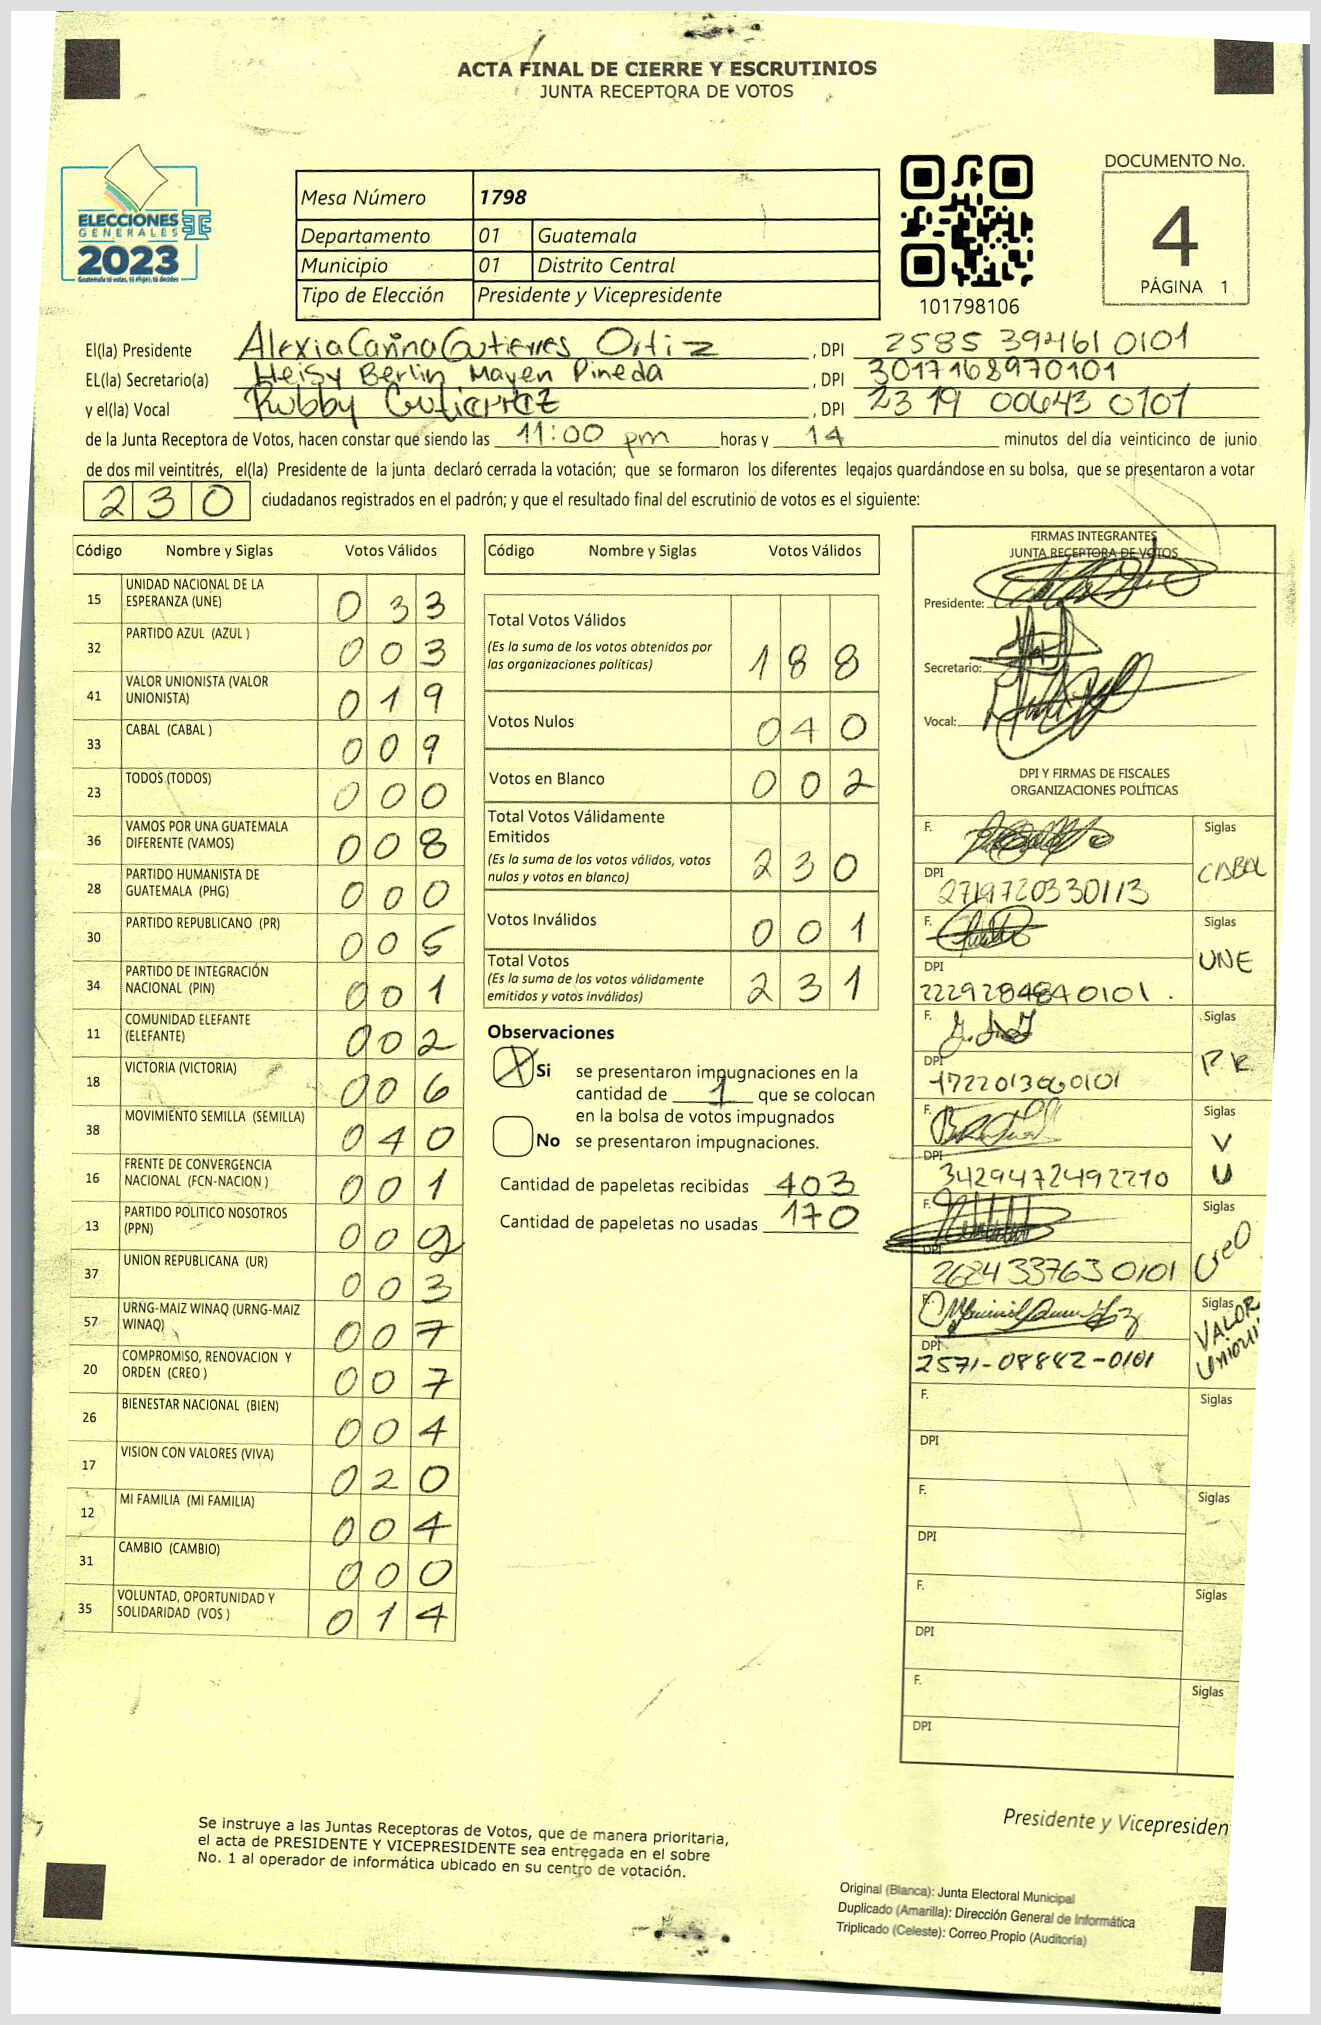 ACTA FINAL DE CIERRE Y ESCRUTINIOS
JUNTA RECEPTORA DE VOTOS
ELECCIONES
GENERALES
2023
Guatemala tú votas, tú eliges, tú decides
Mesa Número 1798
Departamento 01 Guatemala
Municipio 01 Distrito Central
Tipo de Elección Presidente y Vicepresidente
101798106
DOCUMENTO No.
4
PÁGINA 1
El(la) Presidente Alexia Carina Gutierres Ortiz, DPI 2585 39461 0101
EL(la) Secretario(a) Heisy Berlin Mayen Pineda, DPI 3017168970101
y el(la) Vocal Rubby Gutierrez, DPI 2319 00643 0101
de la Junta Receptora de Votos, hacen constar que siendo las 11:00 pm horas y 14 minutos del día veinticinco de junio
de dos mil veintitrés, el(la) Presidente de la junta declaró cerrada la votación; que se formaron los diferentes legajos guardándose en su bolsa, que se presentaron a votar
230 ciudadanos registrados en el padrón; y que el resultado final del escrutinio de votos es el siguiente:
Código Nombre y Siglas Votos Válidos
15 UNIDAD NACIONAL DE LA ESPERANZA (UNE) 033
32 PARTIDO AZUL (AZUL ) 003
41 VALOR UNIONISTA (VALOR UNIONISTA) 019
33 CABAL (CABAL ) 009
23 TODOS (TODOS) 000
36 VAMOS POR UNA GUATEMALA DIFERENTE (VAMOS) 008
28 PARTIDO HUMANISTA DE GUATEMALA (PHG) 000
30 PARTIDO REPUBLICANO (PR) 005
34 PARTIDO DE INTEGRACIÓN NACIONAL (PIN) 001
11 COMUNIDAD ELEFANTE (ELEFANTE) 002
18 VICTORIA (VICTORIA) 006
38 MOVIMIENTO SEMILLA (SEMILLA) 040
16 FRENTE DE CONVERGENCIA NACIONAL (FCN-NACION ) 001
13 PARTIDO POLÍTICO NOSOTROS (PPN) 002
37 UNION REPUBLICANA (UR) 003
57 URNG-MAIZ WINAQ (URNG-MAIZ WINAQ) 007
20 COMPROMISO, RENOVACION Y ORDEN (CREO ) 007
26 BIENESTAR NACIONAL (BIEN) 004
17 VISION CON VALORES (VIVA) 020
12 MI FAMILIA (MI FAMILIA) 004
31 CAMBIO (CAMBIO) 000
35 VOLUNTAD, OPORTUNIDAD Y SOLIDARIDAD (VOS ) 014
Código Nombre y Siglas Votos Válidos
Total Votos Válidos 188
(Es la suma de los votos obtenidos por
las organizaciones políticas)
Votos Nulos 040
Votos en Blanco 002
Total Votos Válidamente
Emitidos 230
(Es la suma de los votos válidos, votos
nulos y votos en blanco)
Votos Inválidos 001
Total Votos 231
(Es la suma de los votos válidamente
emitidos y votos inválidos)
Observaciones
X Si se presentaron impugnaciones en la
cantidad de 1 que se colocan
en la bolsa de votos impugnados
No se presentaron impugnaciones.
Cantidad de papeletas recibidas 403
Cantidad de papeletas no usadas 170
FIRMAS INTEGRANTES
JUNTA RECEPTORA DE VOTOS
Presidente:
Secretario:
Vocal:
DPI Y FIRMAS DE FISCALES
ORGANIZACIONES POLÍTICAS
F. Siglas
DPI 2719720330113 CABAL
F. Siglas
DPI 2229284840101. UNE
F. Siglas
DPI 1722013660101 PR
F. Siglas
DPI 3429472492210 V U
F. Siglas
DPI 2624337630101 CreO
F. Siglas
DPI 2571-08842-0101 VALOR
F. Siglas
DPI
F. Siglas
DPI
F. Siglas
DPI
F. Siglas
DPI
Presidente y Vicepresiden
Se instruye a las Juntas Receptoras de Votos, que de manera prioritaria,
el acta de PRESIDENTE Y VICEPRESIDENTE sea entregada en el sobre
No. 1 al operador de informática ubicado en su centro de votación.
Original (Blanca): Junta Electoral Municipal
Duplicado (Amarilla): Dirección General de Informática
Triplicado (Celeste): Correo Propio (Auditoría)